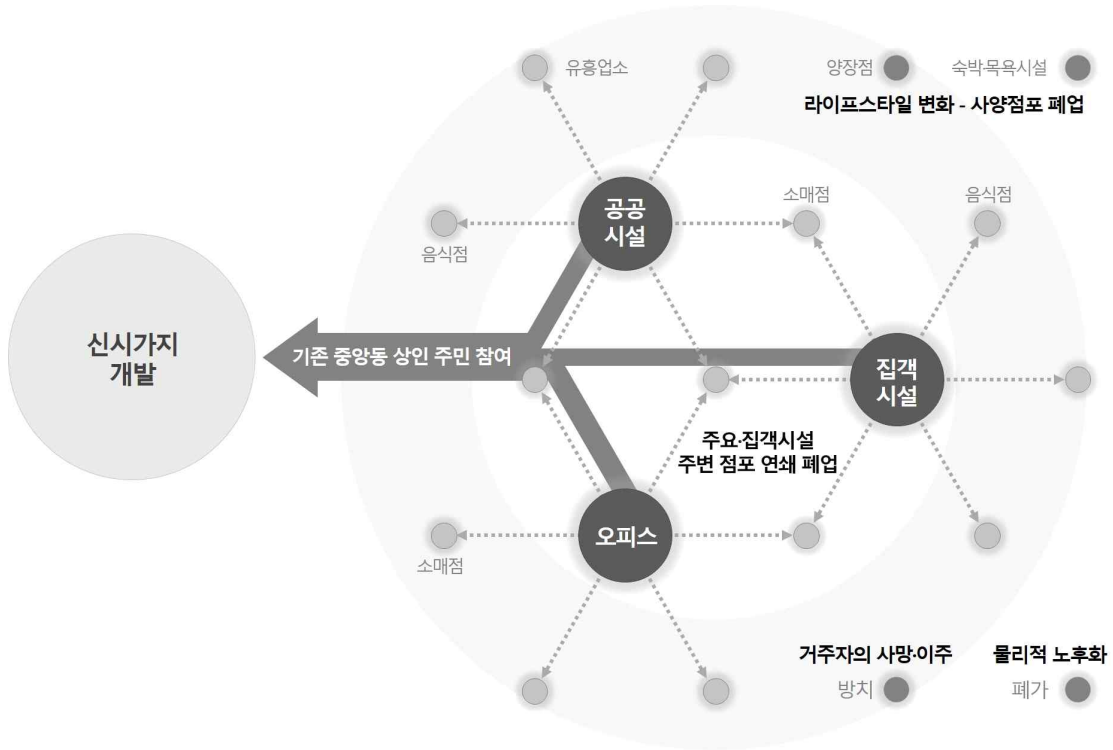 유흥업소
양장점
숙박·목욕시설
라이프스타일 변화 - 사양점포 폐업
공공
시설
소매점
음식점
음식점
신시가지
개발
기존 중앙동 상인 주민 참여
집객
시설
주요·집객시설
주변 점포 연쇄 폐업
오피스
소매점
거주자의 사망·이주
물리적 노후화
방치
폐가